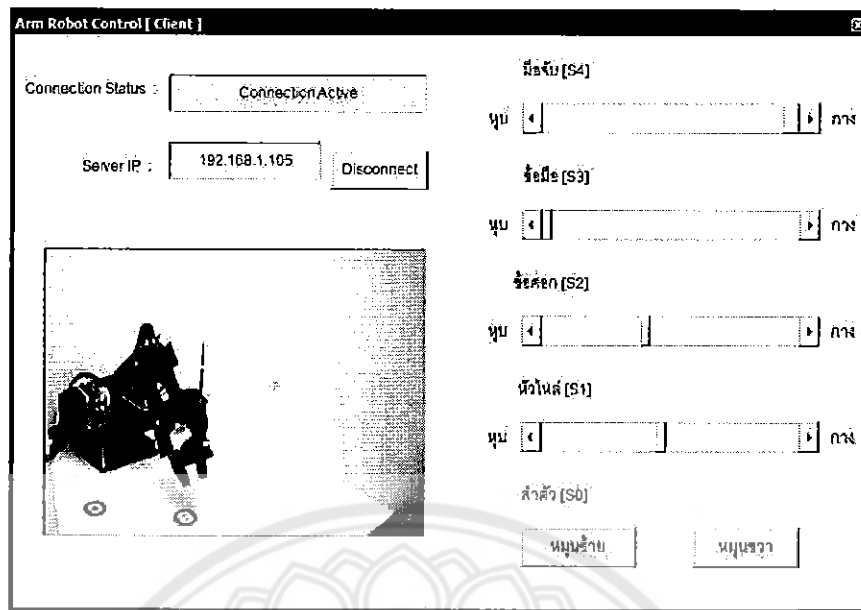 Arm Robot Control [ Client ]
Connection Status :
Connection Active
Server IP :
192.168.1.105
Disconnect
มือจับ [S4]
หุบ
กาง
ข้อมือ [S3]
หุบ
กาง
ข้อศอก [S2]
หุบ
กาง
หัวไหล่ [S1]
หุบ
กาง
ลำตัว [S0]
หมุนซ้าย
หมุนขวา